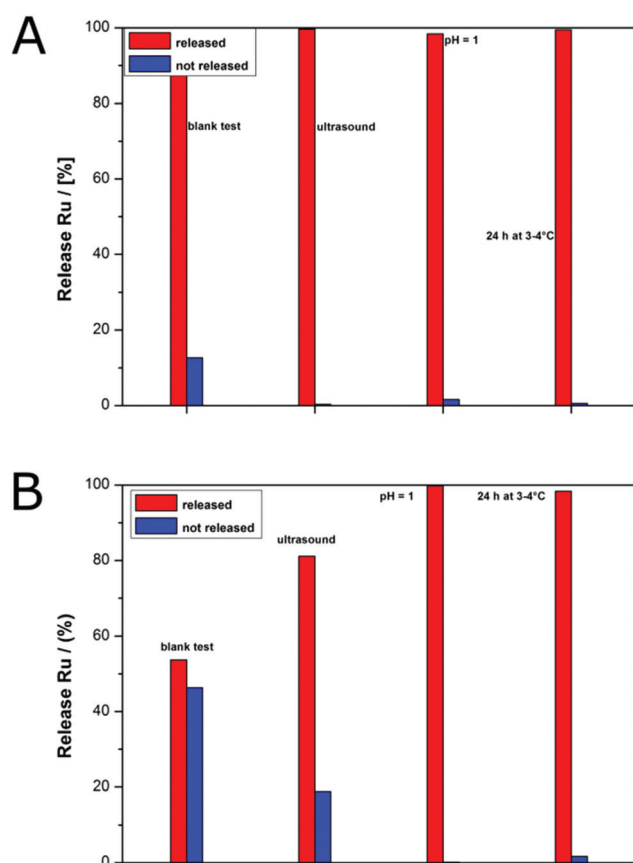 A
100
80
60
40
20
0
Release Ru / [%]
released
not released
blank test
ultrasound
pH = 1
24 h at 3-4°C
B
100
80
60
40
20
0
Release Ru / (%)
released
not released
blank test
ultrasound
pH = 1
24 h at 3-4°C